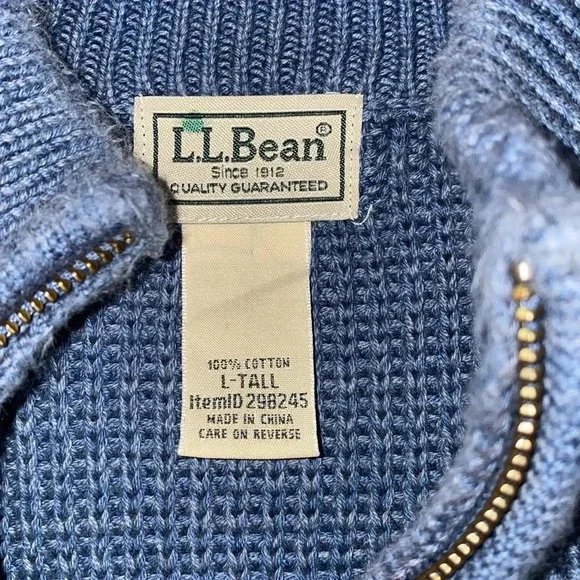 L.L.Bean®
Since 1912
QUALITY GUARANTEED
100% COTTON
L-TALL
ItemID 298245
MADE IN CHINA
CARE ON REVERSE